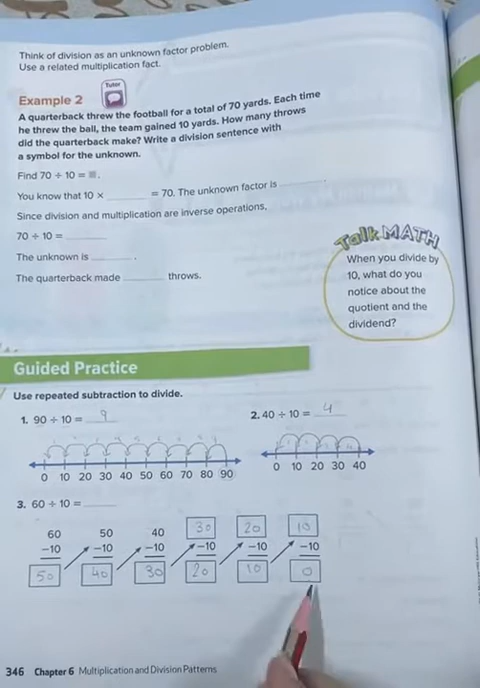 Think of division as an unknown factor problem.
Use a related multiplication fact.
Example 2
Tutor
A quarterback threw the football for a total of 70 yards. Each time
he threw the ball, the team gained 10 yards. How many throws
did the quarterback make? Write a division sentence with
a symbol for the unknown.
Find 70 ÷ 10 = ■.
You know that 10 × ______ = 70. The unknown factor is ______.
Since division and multiplication are inverse operations,
70 ÷ 10 = ______
The unknown is ______.
The quarterback made ______ throws.
Talk MATH
When you divide by
10, what do you
notice about the
quotient and the
dividend?
Guided Practice
Use repeated subtraction to divide.
1. 90 ÷ 10 = 9
2. 40 ÷ 10 = 4
0 10 20 30 40 50 60 70 80 90
0 10 20 30 40
3. 60 ÷ 10 = ______
60 50 40 30 20 10
−10 −10 −10 −10 −10 −10
50 40 30 20 10 0
346 Chapter 6 Multiplication and Division Patterns